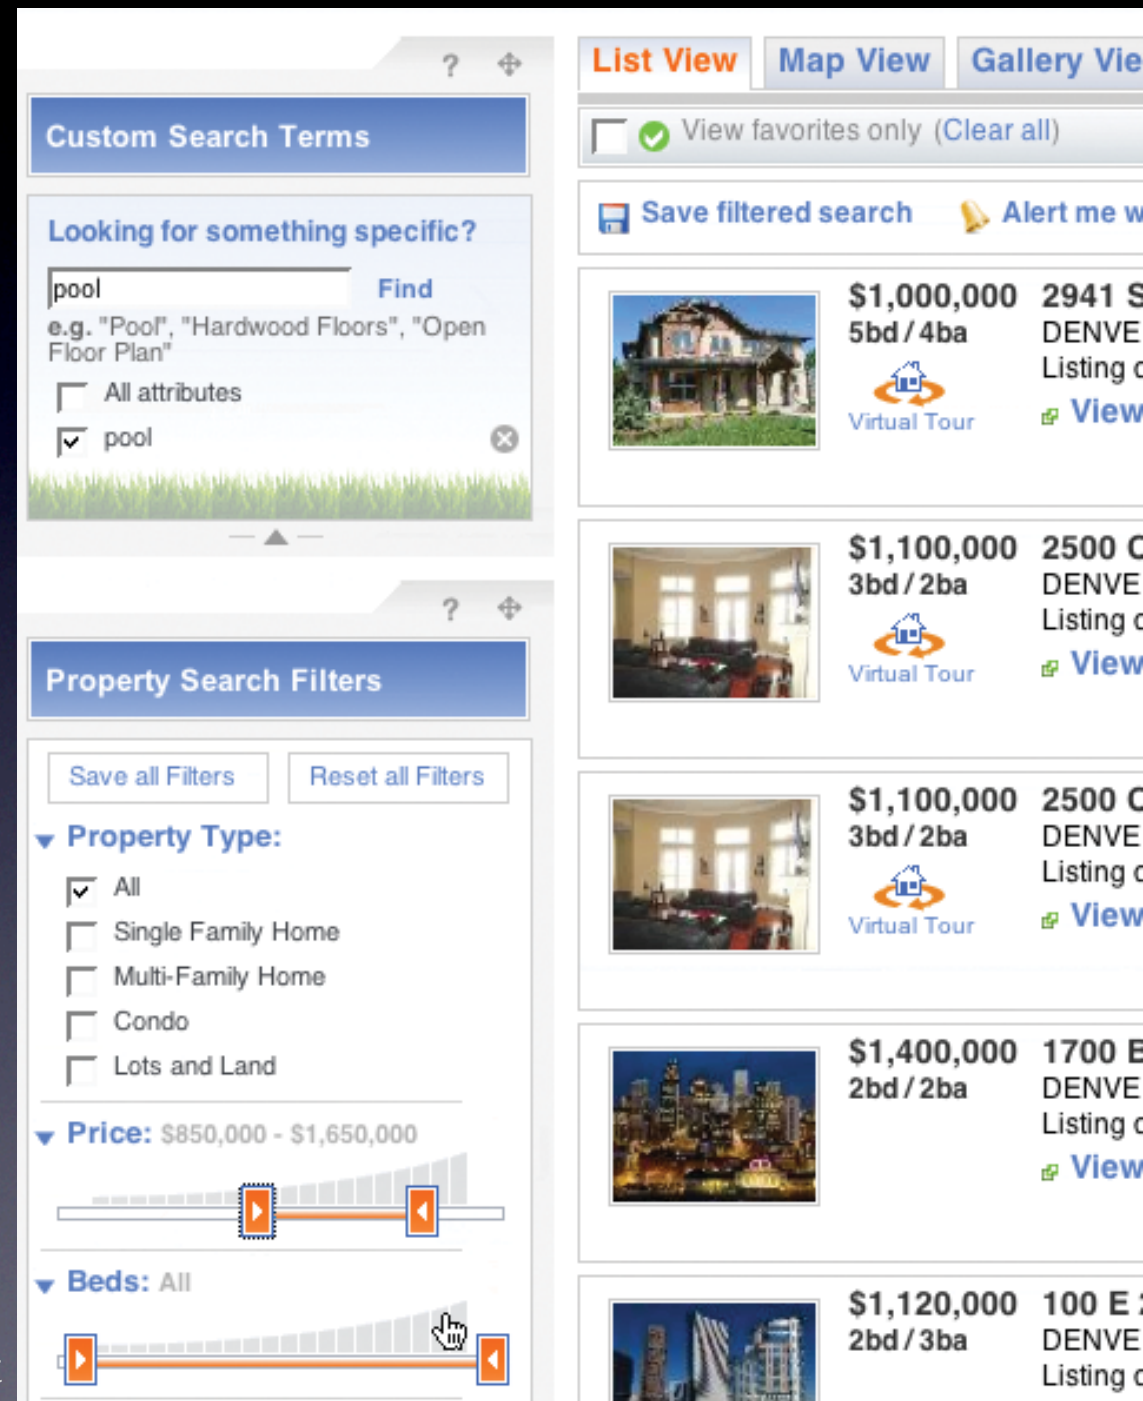 ?
Custom Search Terms
Looking for something specific?
pool
Find
e.g. "Pool", "Hardwood Floors", "Open
Floor Plan"
All attributes
pool
?
Property Search Filters
Save all Filters
Reset all Filters
Property Type:
All
Single Family Home
Multi-Family Home
Condo
Lots and Land
Price: $850,000 - $1,650,000
Beds: All
List View
Map View
Gallery Vie
View favorites only (Clear all)
Save filtered search
Alert me w
$1,000,000 2941 S
5bd / 4ba DENVE
Listing
Virtual Tour
View
$1,100,000 2500
3bd / 2ba DENVE
Listing
Virtual Tour
View
$1,100,000 2500
3bd / 2ba DENVE
Listing
Virtual Tour
View
$1,400,000 1700
2bd / 2ba DENVE
Listing
View
$1,120,000 100 E
2bd / 3ba DENVE
Listing